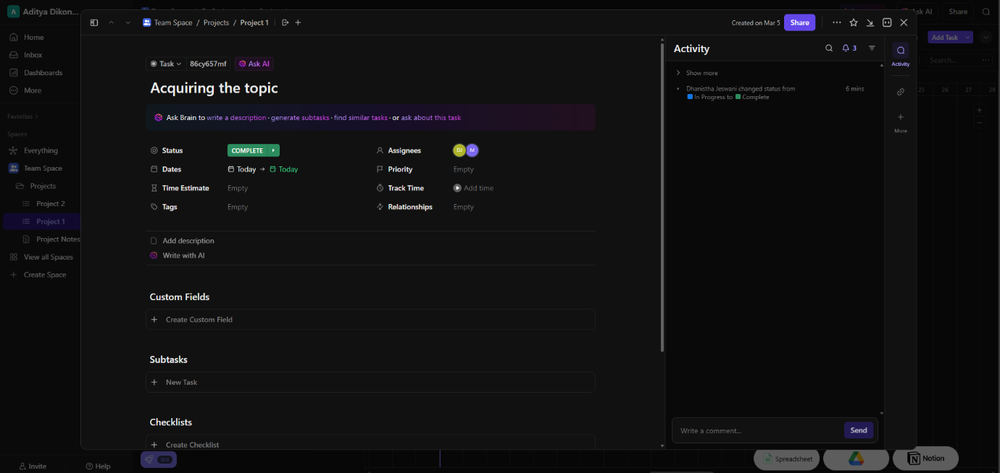 A Aditya Dikon...
Home
Inbox
Dashboards
More
Favorites
Spaces
Everything
Team Space
Projects
Project 2
Project 1
Project Notes
View all Spaces
Create Space
Invite
Help
Team Space / Projects / Project 1
Created on Mar 5
Share
Task
86cy657mf
Ask AI
Acquiring the topic
Ask Brain to write a description · generate subtasks · find similar tasks · or ask about this task
Status COMPLETE
Assignees DJ M
Dates Today → Today
Priority Empty
Time Estimate Empty
Track Time Add time
Tags Empty
Relationships Empty
Add description
Write with AI
Custom Fields
Create Custom Field
Subtasks
New Task
Checklists
Create Checklist
Activity
3
Show more
Dhanistha Jeswani changed status from 6 mins
In Progress to Complete
Write a comment...
Send
Activity
More
Ask AI
Share
Add Task
Search...
25 26 27 28
0/4
Spreadsheet
Notion